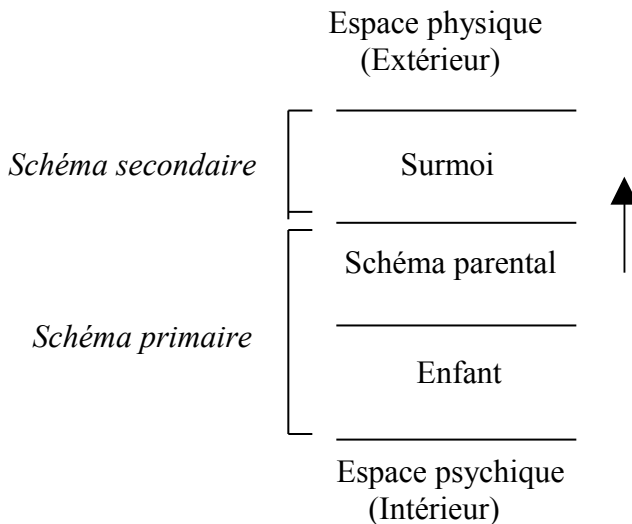 Espace physique
(Extérieur)
Schéma secondaire
Surmoi
Schéma parental
Schéma primaire
Enfant
Espace psychique
(Intérieur)